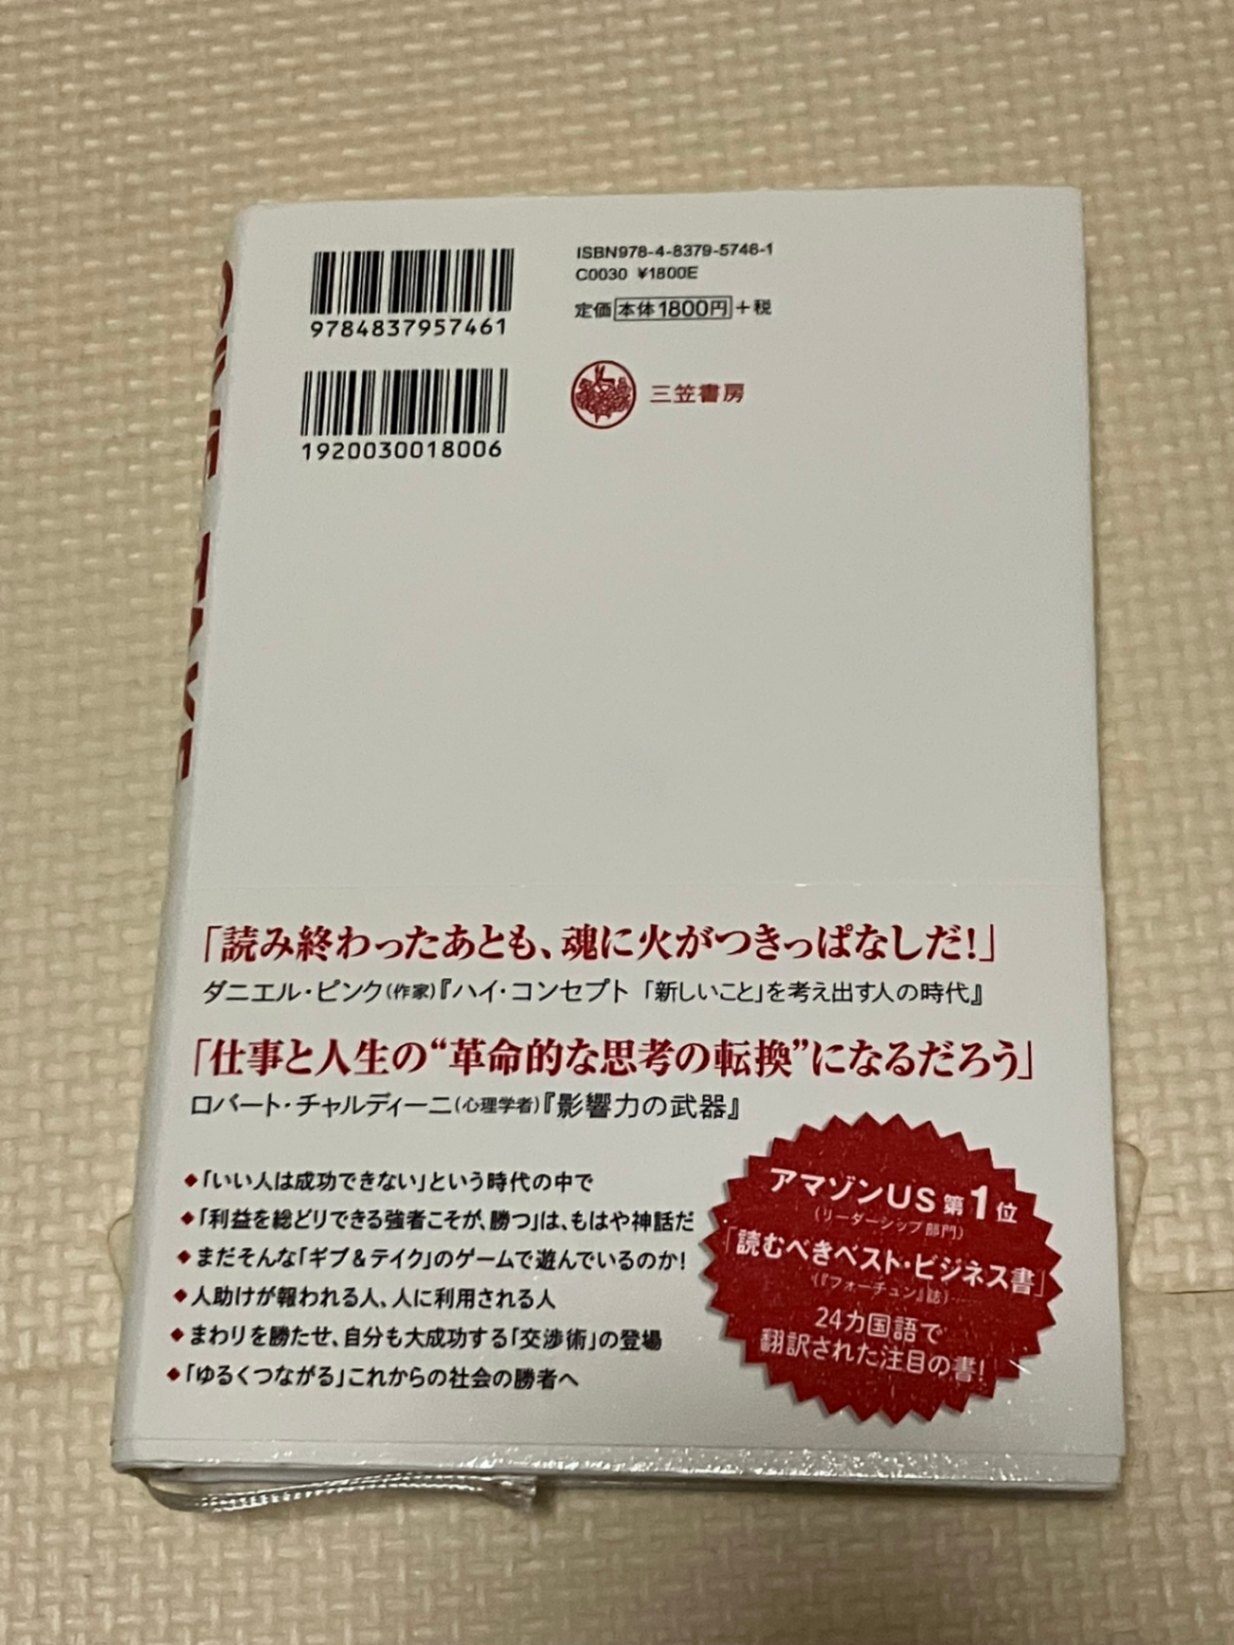 9784837957461
1920030018006
ISBN978-4-8379-5746-1
C0030 ¥1800E
定価 本体1800円 +税
三笠書房
「読み終わったあとも、魂に火がつきっぱなしだ!」
ダニエル・ピンク(作家)『ハイ・コンセプト 「新しいこと」を考え出す人の時代』
「仕事と人生の“革命的な思考の転換”になるだろう」
ロバート・チャルディーニ(心理学者)『影響力の武器』
◆「いい人は成功できない」という時代の中で
◆「利益を総どりできる強者こそが、勝つ」は、もはや神話だ
◆まだそんな「ギブ&テイク」のゲームで遊んでいるのか!
◆人助けが報われる人、人に利用される人
◆まわりを勝たせ、自分も大成功する「交渉術」の登場
◆「ゆるくつながる」これからの社会の勝者へ
アマゾンUS 第1位
(リーダーシップ部門)
「読むべきベスト・ビジネス書」
(『フォーチュン』誌)
24カ国語で
翻訳された注目の書!